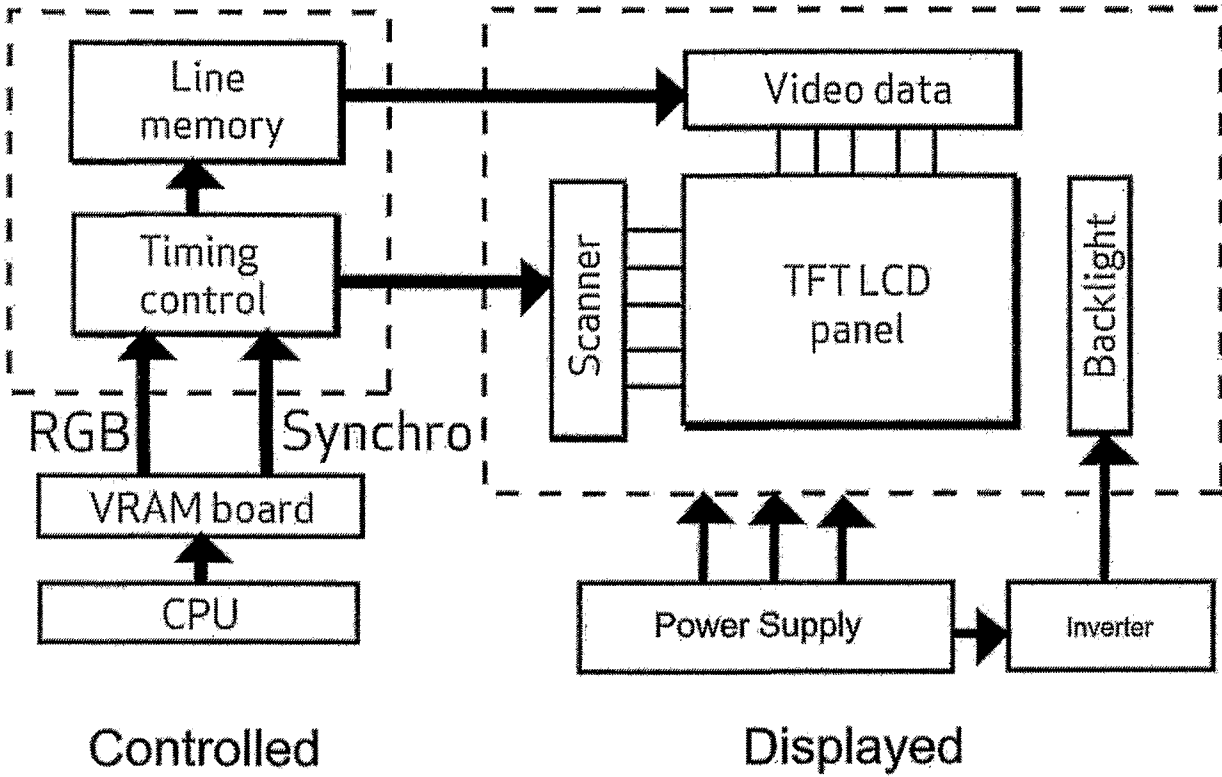 Line
memory
Video data
Timing
control
Scanner
TFT LCD
panel
Backlight
RGB
Synchro
VRAM board
CPU
Power Supply
Inverter
Controlled
Displayed